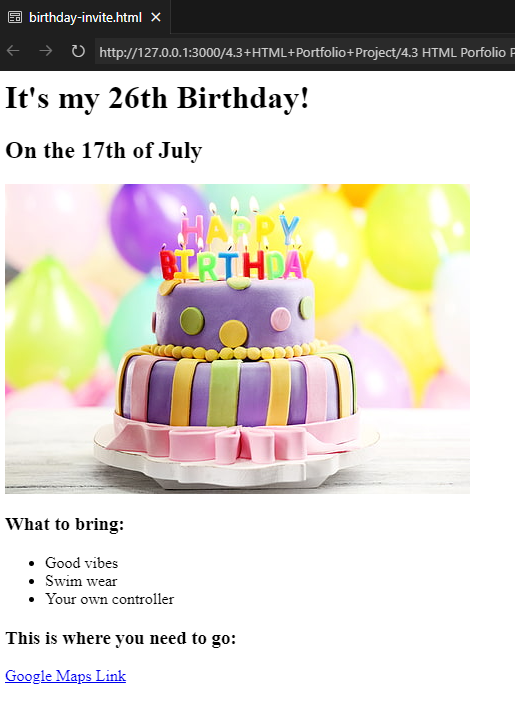 birthday-invite.html
http://127.0.0.1:3000/4.3+HTML+Portfolio+Project/4.3 HTML Porfolio P
It's my 26th Birthday!
On the 17th of July
HAPPY
BIRTHDAY
What to bring:
Good vibes
Swim wear
Your own controller
This is where you need to go:
Google Maps Link